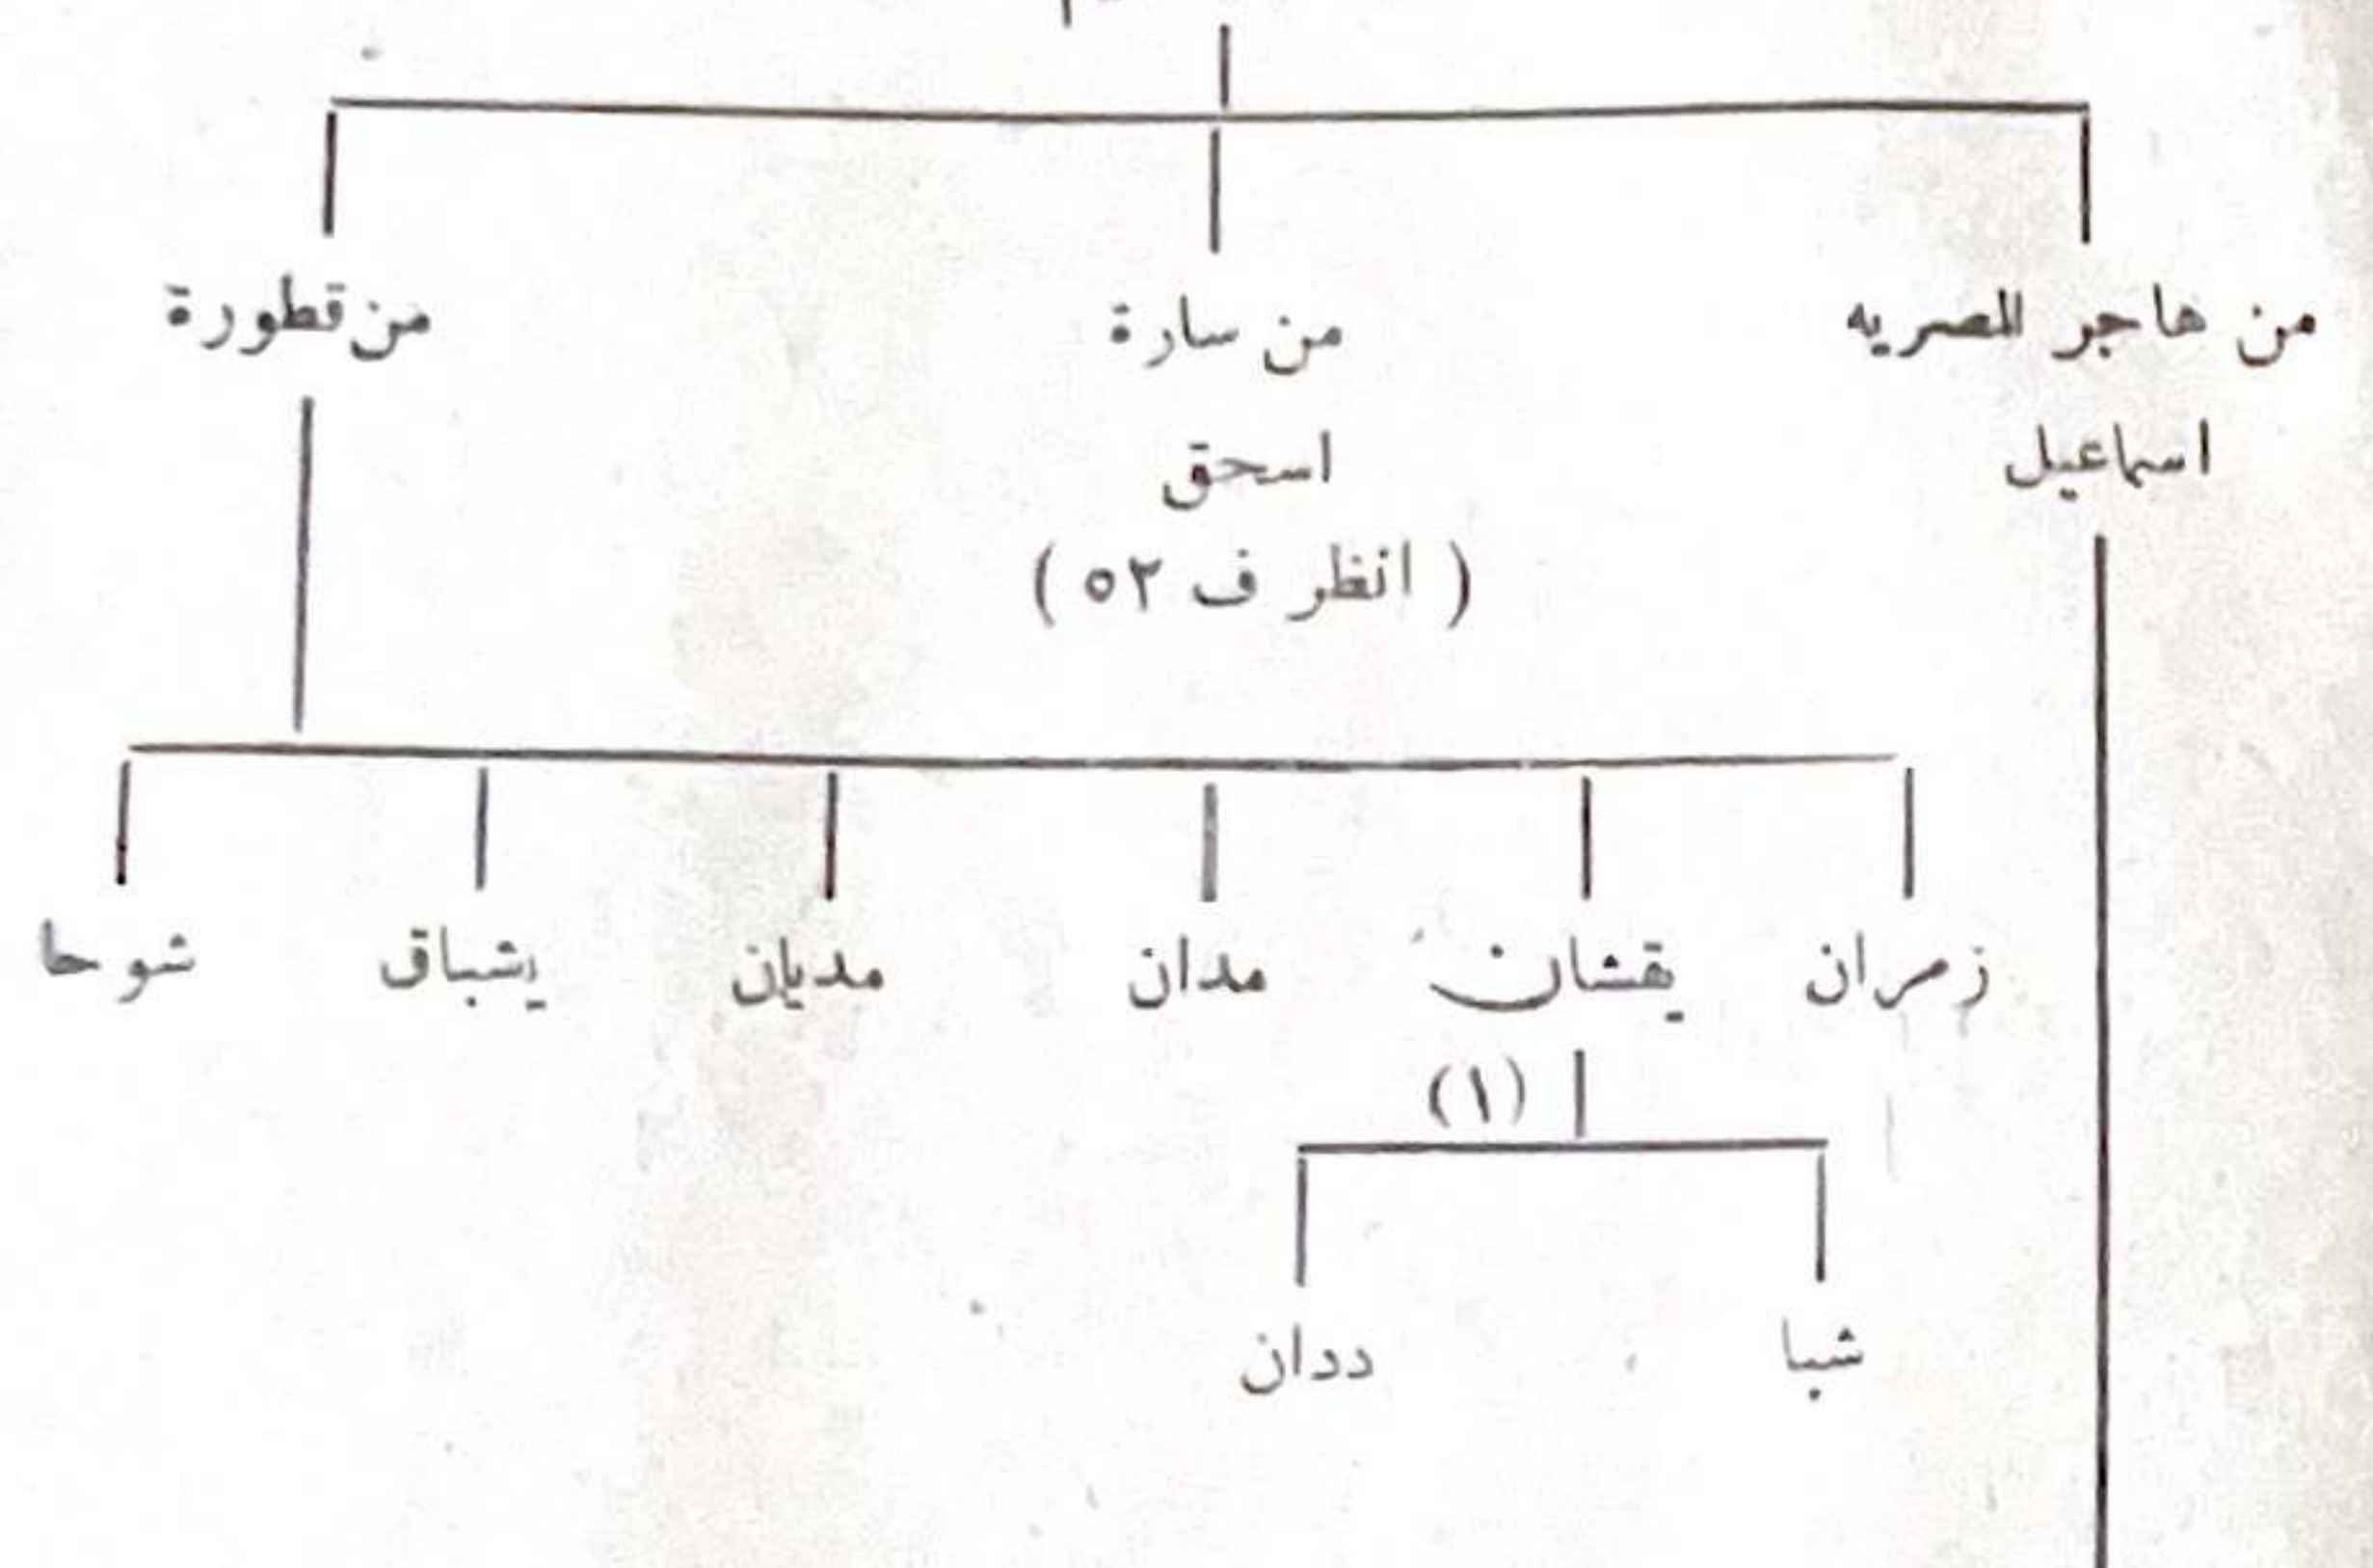 من هاجر المصريه
من سارة
من قطورة
اسماعيل
اسحق
( انظر ف ٥٢ )
زمران
يقشان
مدان
مديان
يشباق
شوحا
(١)
شبا
ددان